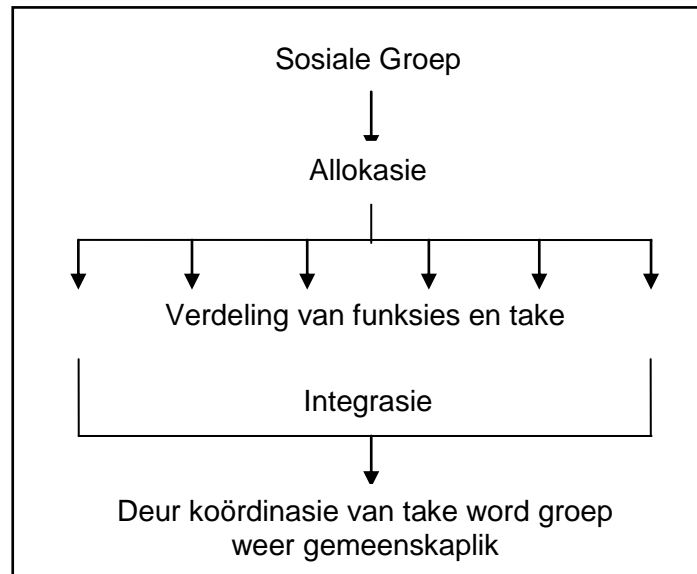 Sosiale Groep
Allokasie
Verdeling van funksies en take
Integrasie
Deur koördinasie van take word groep
weer gemeenskaplik